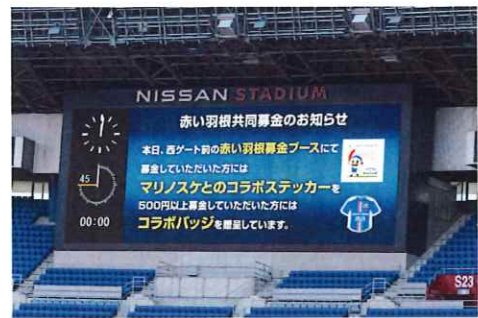 NISSAN STADIUM
赤い羽根共同募金のお知らせ
本日、西ゲート前の赤い羽根募金ブースにて
募金していただいた方には
マリノスケとのコラボステッカーを
500円以上募金していただいた方には
コラボバッジを贈呈しています。
45
00:00
S23